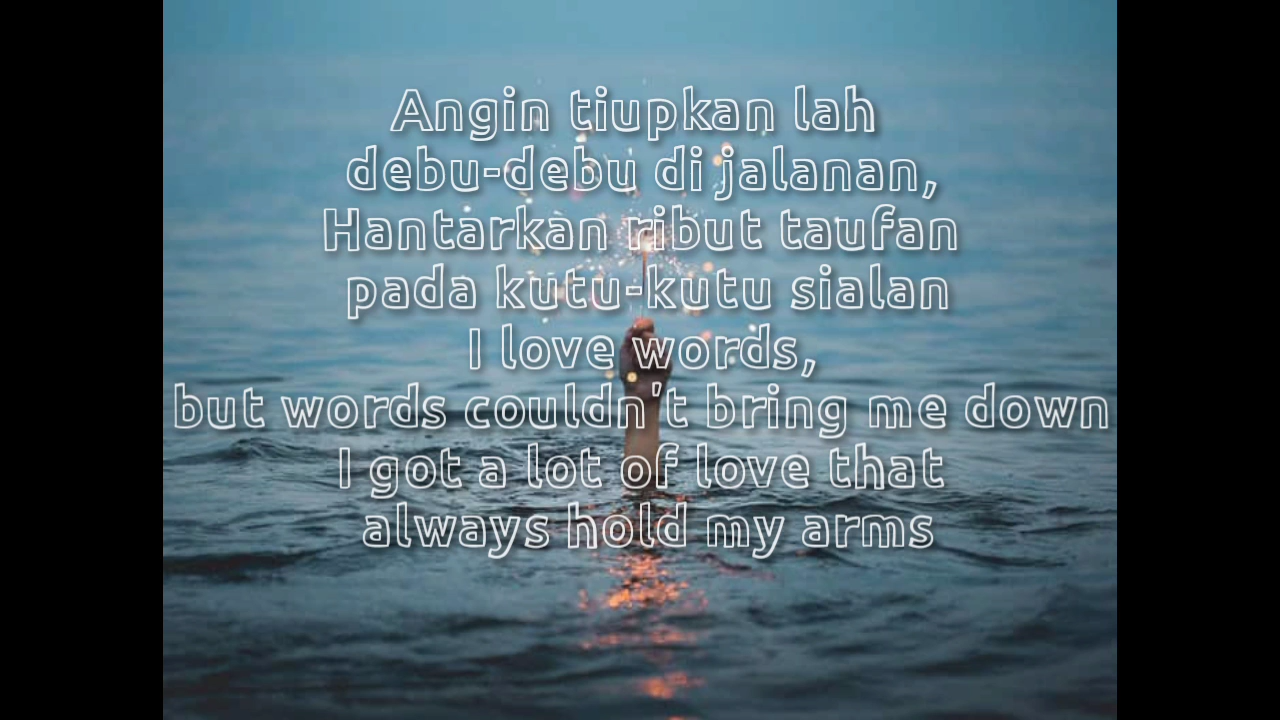 Angin tiupkan lah
debu-debu di jalanan,
Hantarkan ribut taufan
pada kutu-kutu sialan
I love words,
but words couldn't bring me down
I got a lot of love that
always hold my arms